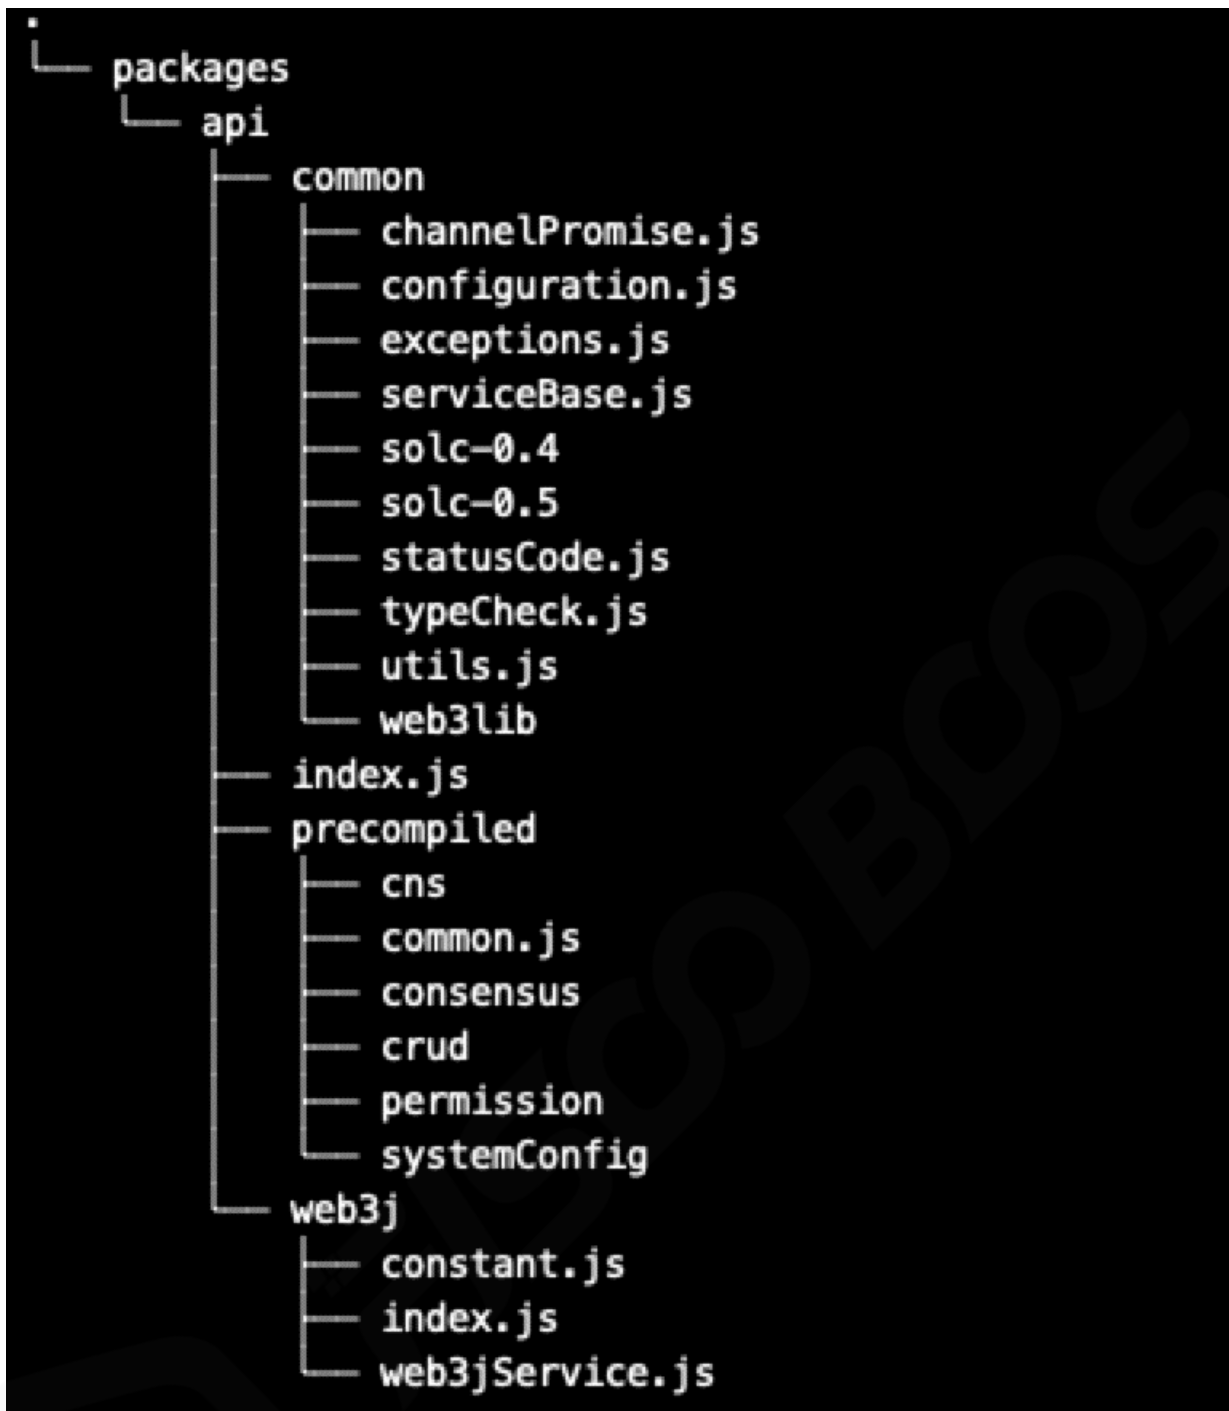 .
└── packages
    └── api
        ├── common
        │   ├── channelPromise.js
        │   ├── configuration.js
        │   ├── exceptions.js
        │   ├── serviceBase.js
        │   ├── solc-0.4
        │   ├── solc-0.5
        │   ├── statusCode.js
        │   ├── typeCheck.js
        │   ├── utils.js
        │   └── web3lib
        ├── index.js
        ├── precompiled
        │   ├── cns
        │   ├── common.js
        │   ├── consensus
        │   ├── crud
        │   ├── permission
        │   └── systemConfig
        └── web3j
            ├── constant.js
            ├── index.js
            └── web3jService.js
FISCO BCOS